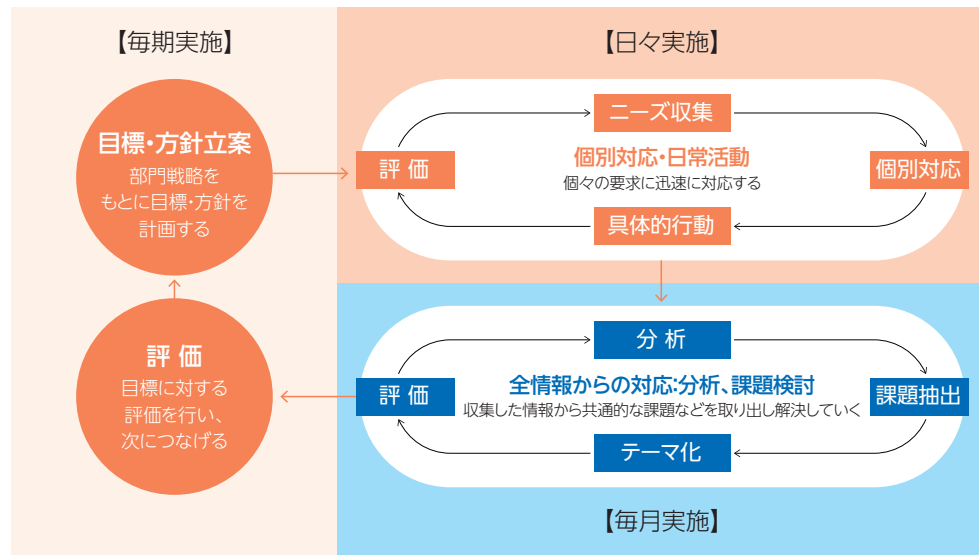 【毎期実施】
目標・方針立案
部門戦略を
もとに目標・方針を
計画する
評 価
目標に対する
評価を行い、
次につなげる
【日々実施】
ニーズ収集
評 価
個別対応・日常活動
個々の要求に迅速に対応する
個別対応
具体的行動
分 析
評 価
全情報からの対応:分析、課題検討
収集した情報から共通的な課題などを取り出し解決していく
課題抽出
テーマ化
【毎月実施】